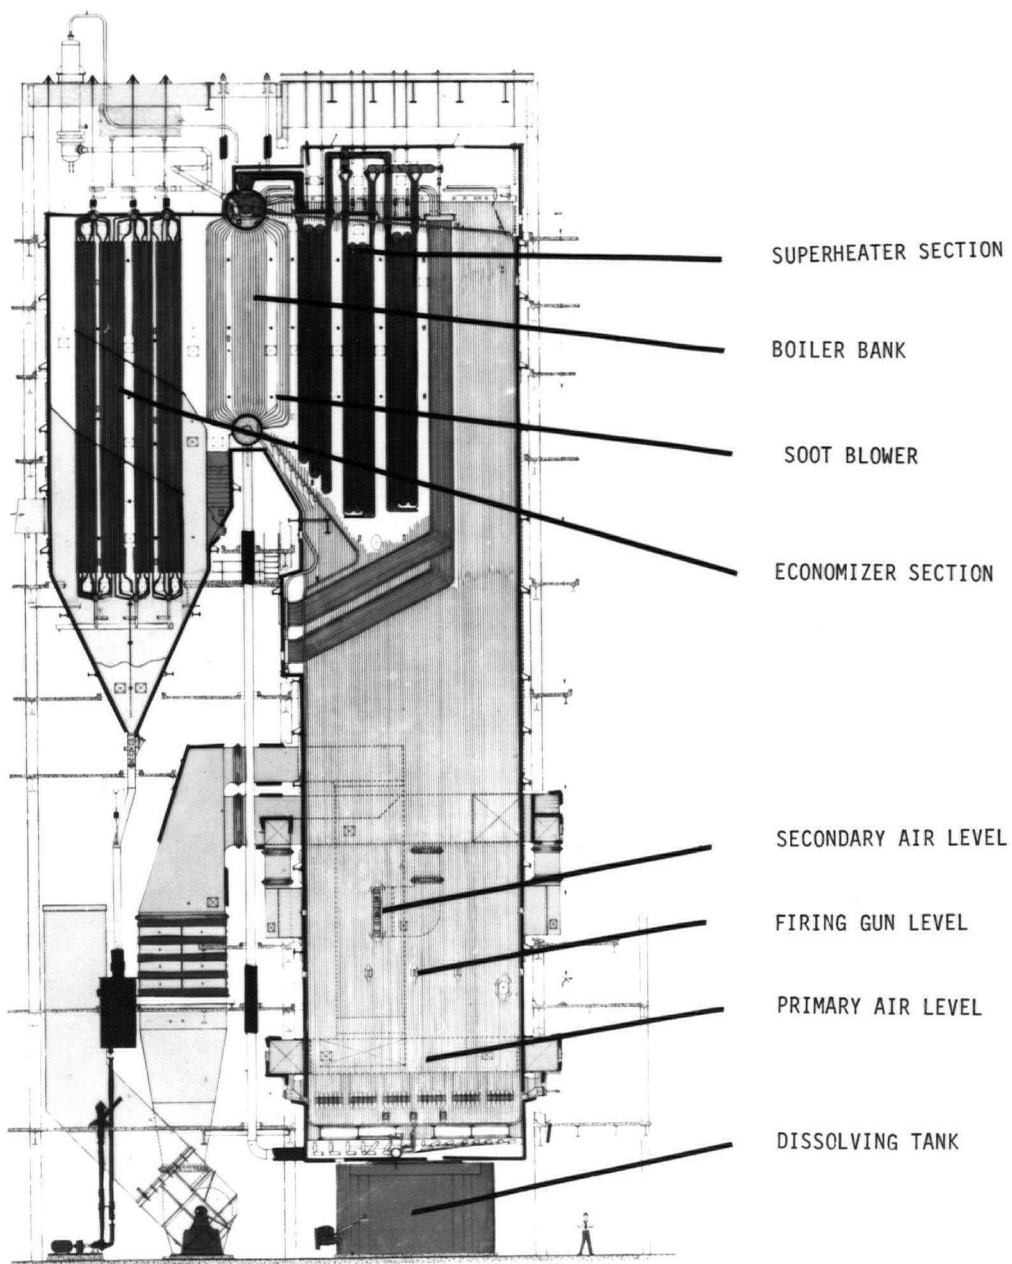 SUPERHEATER SECTION
BOILER BANK
SOOT BLOWER
ECONOMIZER SECTION
SECONDARY AIR LEVEL
FIRING GUN LEVEL
PRIMARY AIR LEVEL
DISSOLVING TANK